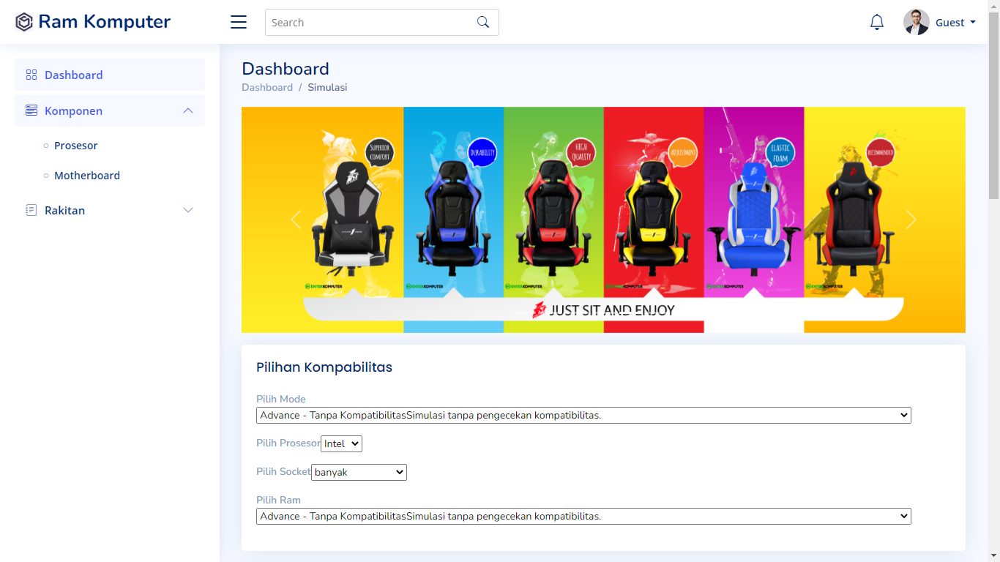 Ram Komputer
Search
Guest
Dashboard
Komponen
Prosesor
Motherboard
Rakitan
Dashboard
Dashboard / Simulasi
SUPERIOR COMFORT
DURABILITY
HIGH QUALITY
ADJUSTMENT
ELASTIC FOAM
RECOMMENDED
ENTERKOMPUTER
ENTERKOMPUTER
ENTERKOMPUTER
ENTERKOMPUTER
ENTERKOMPUTER
ENTERKOMPUTER
JUST SIT AND ENJOY
Pilihan Kompabilitas
Pilih Mode
Advance - Tanpa KompatibilitasSimulasi tanpa pengecekan kompatibilitas.
Pilih Prosesor Intel
Pilih Socket banyak
Pilih Ram
Advance - Tanpa KompatibilitasSimulasi tanpa pengecekan kompatibilitas.